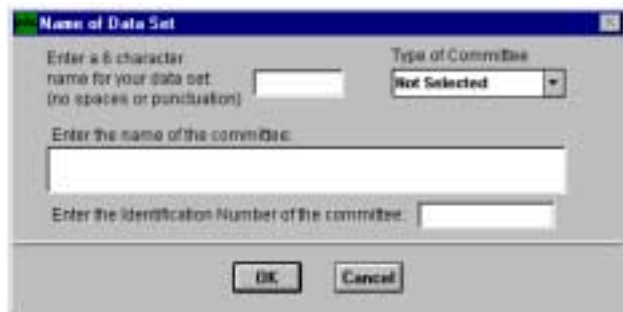 Name of Data Set
Enter a 6 character
name for your data set
(no spaces or punctuation)
Type of Committee
Not Selected
Enter the name of the committee:
Enter the Identification Number of the committee:
OK
Cancel